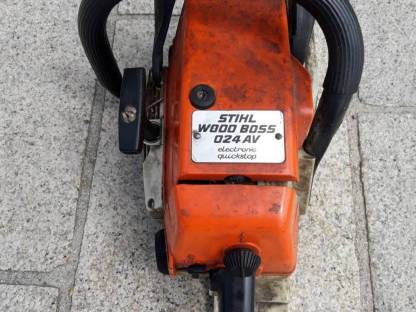 STIHL
WOOD BOSS
024 AV
electronic
quickstop